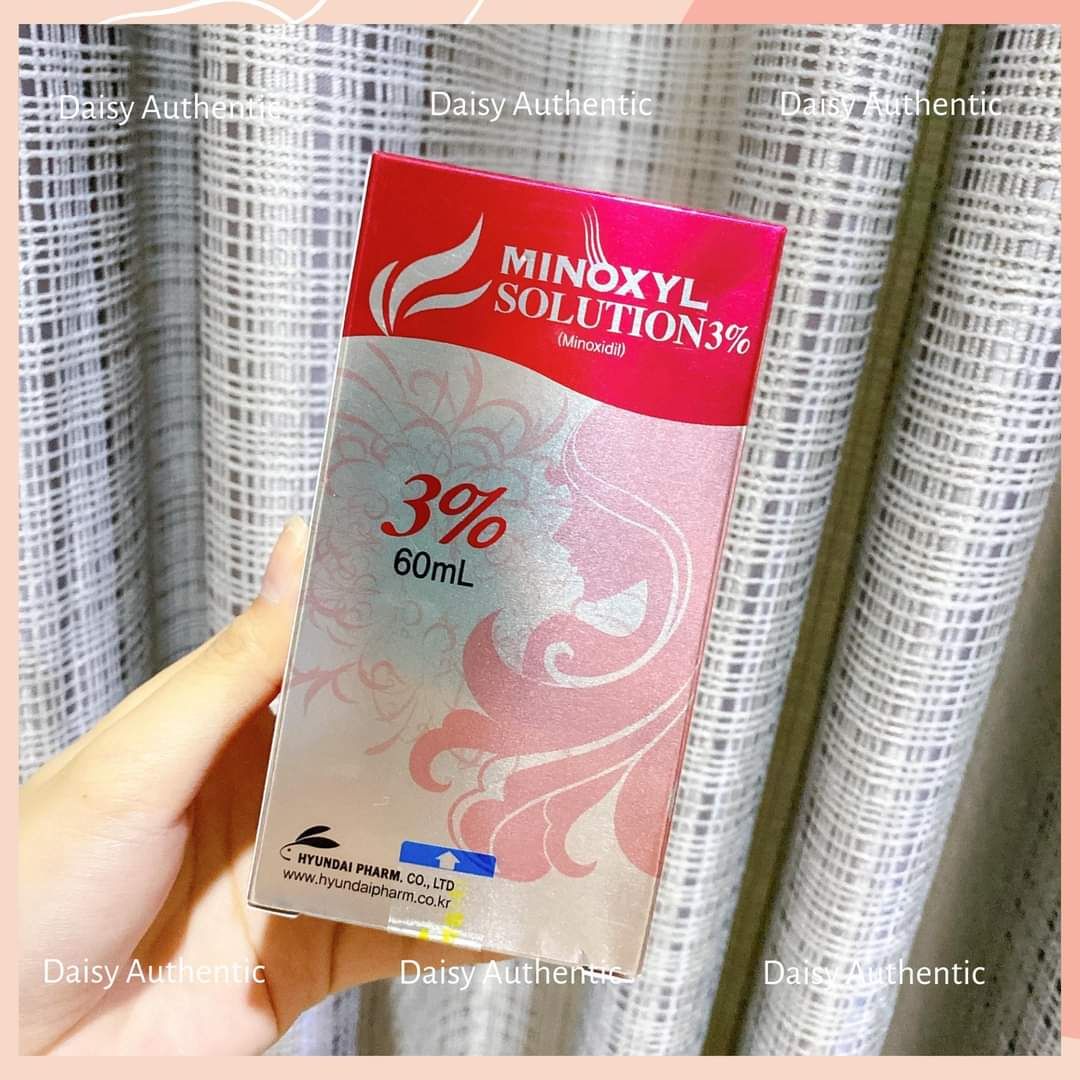 Daisy Authentic
Daisy Authentic
Daisy Authentic
MINOXYL
SOLUTION3%
(Minoxidil)
3%
60mL
HYUNDAI PHARM. CO., LTD
www.hyundaipharm.co.kr
Daisy Authentic
Daisy Authentic
Daisy Authentic